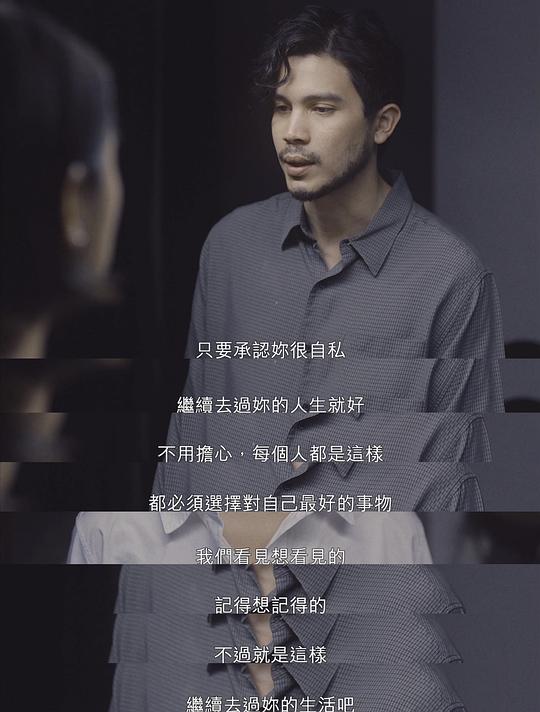 只要承認妳很自私
繼續去過妳的人生就好
不用擔心，每個人都是這樣
都必須選擇對自己最好的事物
我們看見想看見的
記得想記得的
不過就是這樣
繼續去過妳的生活吧